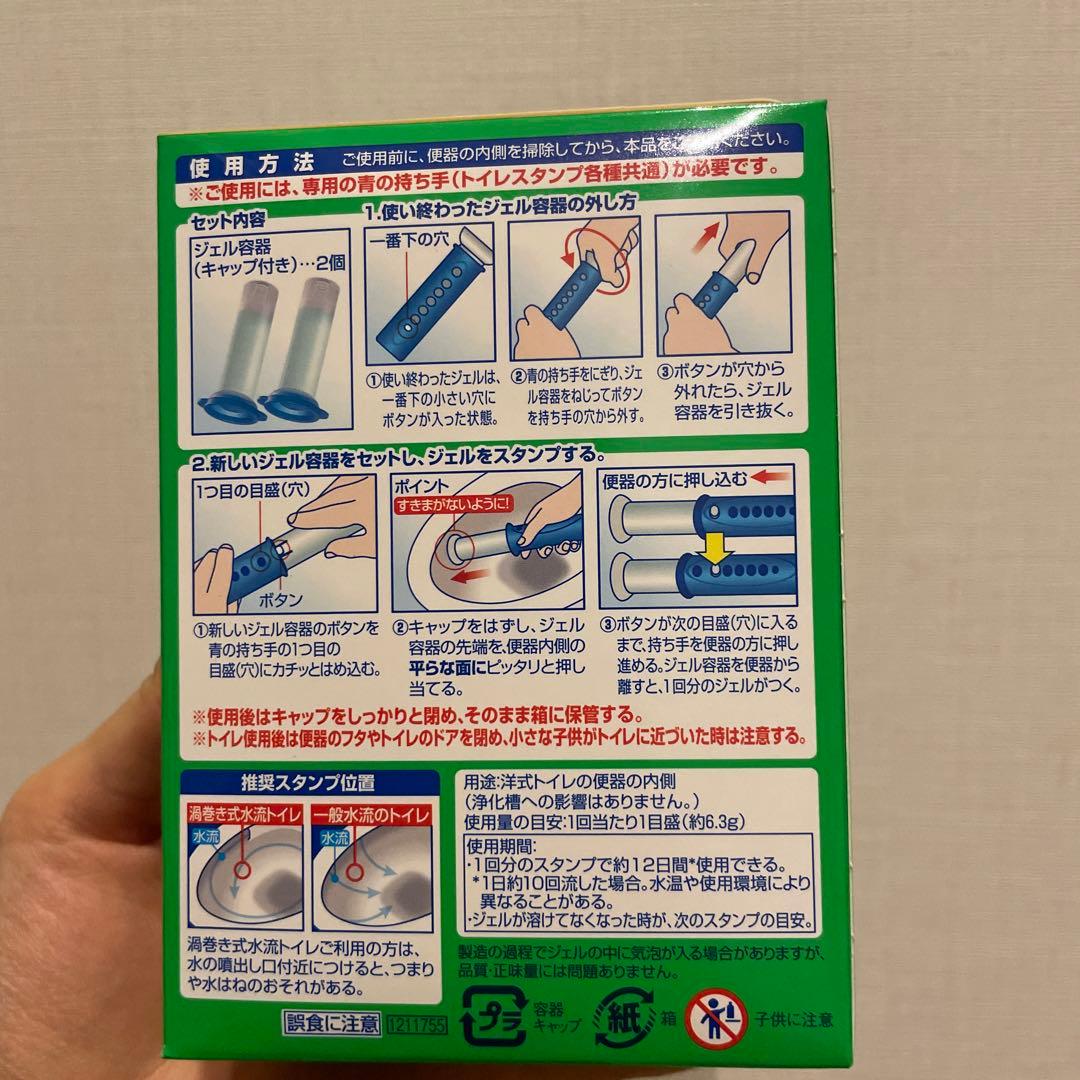 使用方法 ご使用前に、便器の内側を掃除してから、本品をご ください。
※ご使用には、専用の青の持ち手(トイレスタンプ各種共通)が必要です。
セット内容
ジェル容器
(キャップ付き)…2個
1.使い終わったジェル容器の外し方
一番下の穴
①使い終わったジェルは、
一番下の小さい穴に
ボタンが入った状態。
②青の持ち手をにぎり、ジェ
ル容器をねじってボタン
を持ち手の穴から外す。
③ボタンが穴から
外れたら、ジェル
容器を引き抜く。
2.新しいジェル容器をセットし、ジェルをスタンプする。
1つ目の目盛(穴)
ボタン
①新しいジェル容器のボタンを
青の持ち手の1つ目の
目盛(穴)にカチッとはめ込む。
ポイント
すきまがないように!
②キャップをはずし、ジェル
容器の先端を、便器内側の
平らな面にピッタリと押し
当てる。
便器の方に押し込む
③ボタンが次の目盛(穴)に入る
まで、持ち手を便器の方に押し
進める。ジェル容器を便器から
離すと、1回分のジェルがつく。
※使用後はキャップをしっかりと閉め、そのまま箱に保管する。
※トイレ使用後は便器のフタやトイレのドアを閉め、小さな子供がトイレに近づいた時は注意する。
推奨スタンプ位置
渦巻き式水流トイレ
水流
一般水流のトイレ
水流
渦巻き式水流トイレご利用の方は、
水の噴出し口付近につけると、つまり
や水はねのおそれがある。
用途:洋式トイレの便器の内側
(浄化槽への影響はありません。)
使用量の目安:1回当たり1目盛(約6.3g)
使用期間:
・1回分のスタンプで約12日間*使用できる。
*1日約10回流した場合。水温や使用環境により
異なることがある。
・ジェルが溶けてなくなった時が、次のスタンプの目安。
製造の過程でジェルの中に気泡が入る場合がありますが、
品質・正味量には問題ありません。
誤食に注意 1211755
プラ
容器
キャップ
紙
箱
子供に注意